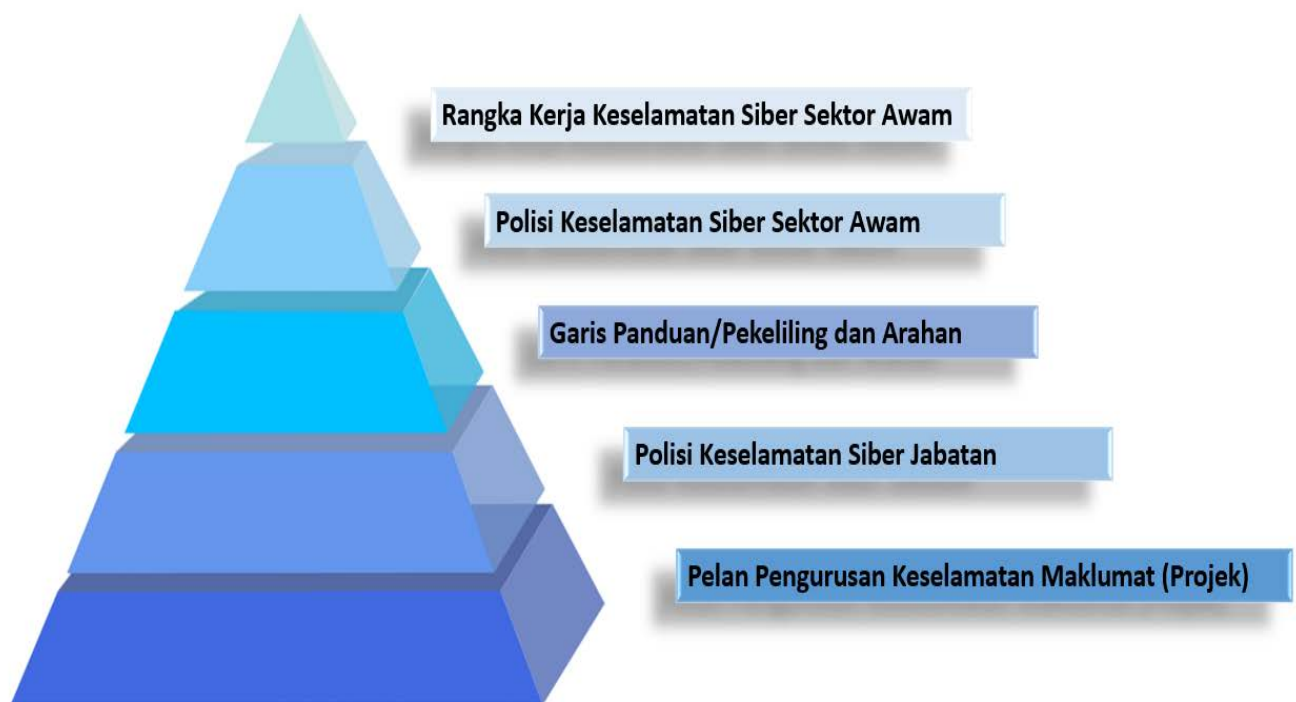 Rangka Kerja Keselamatan Siber Sektor Awam
Polisi Keselamatan Siber Sektor Awam
Garis Panduan/Pekeliling dan Arahan
Polisi Keselamatan Siber Jabatan
Pelan Pengurusan Keselamatan Maklumat (Projek)